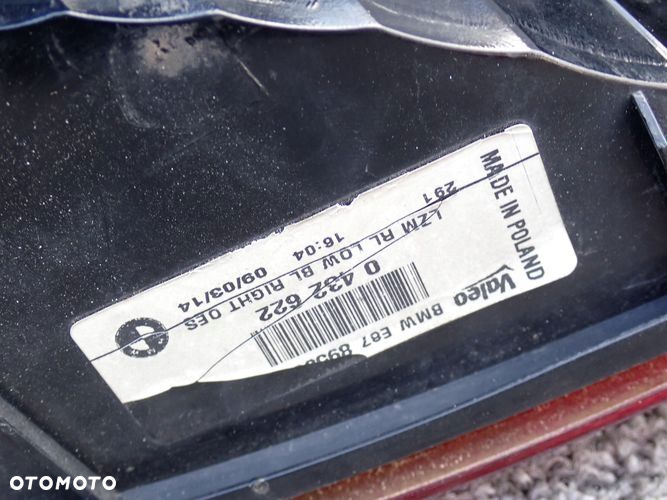 MADE IN POLAND
Valeo BMW E87
0 432 622
LZM RL LOW BL RIGHT OES
291 16:04 09/03/14
OTOMOTO